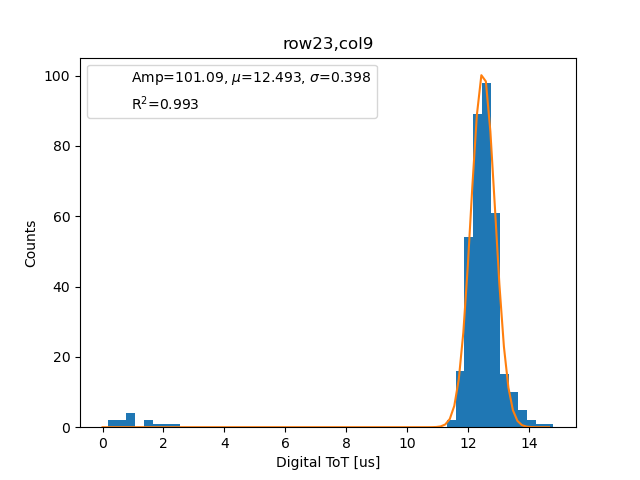 row23,col9
Amp=101.09, μ=12.493, σ=0.398
R²=0.993
100
80
60
40
20
0
Counts
0 2 4 6 8 10 12 14
Digital ToT [us]